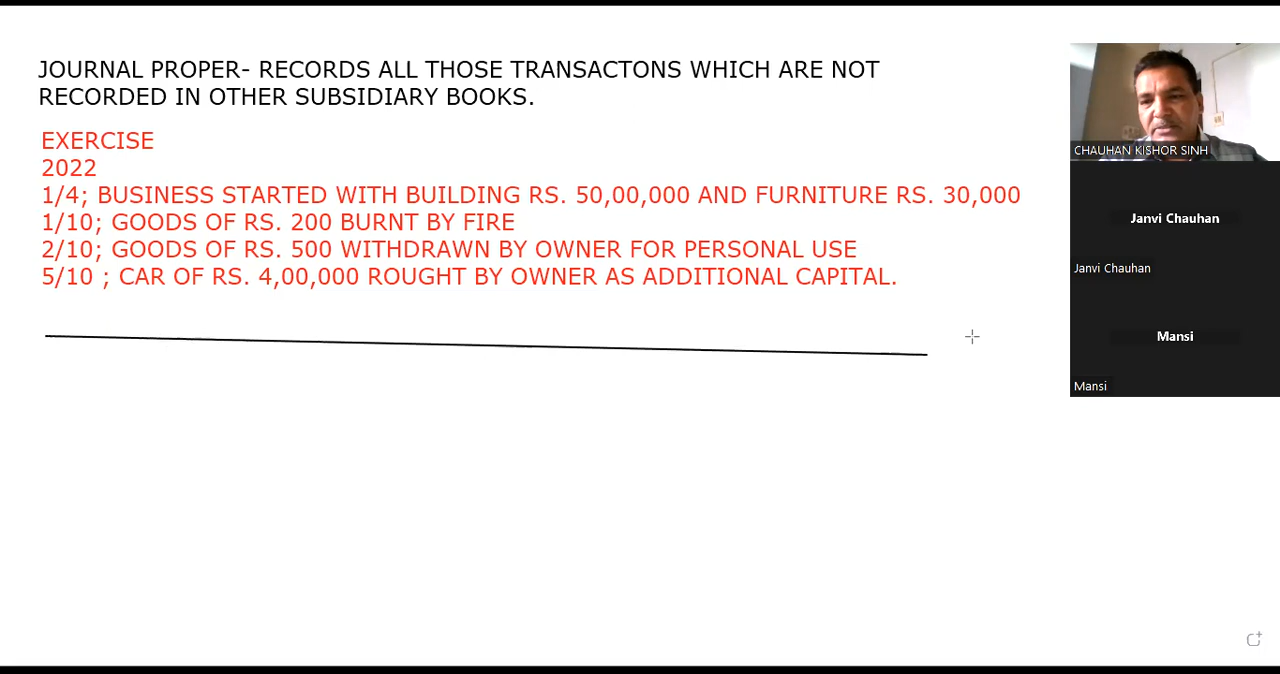 JOURNAL PROPER- RECORDS ALL THOSE TRANSACTONS WHICH ARE NOT
RECORDED IN OTHER SUBSIDIARY BOOKS.
EXERCISE
2022
1/4; BUSINESS STARTED WITH BUILDING RS. 50,00,000 AND FURNITURE RS. 30,000
1/10; GOODS OF RS. 200 BURNT BY FIRE
2/10; GOODS OF RS. 500 WITHDRAWN BY OWNER FOR PERSONAL USE
5/10 ; CAR OF RS. 4,00,000 ROUGHT BY OWNER AS ADDITIONAL CAPITAL.
CHAUHAN KISHOR SINH
Janvi Chauhan
Janvi Chauhan
Mansi
Mansi